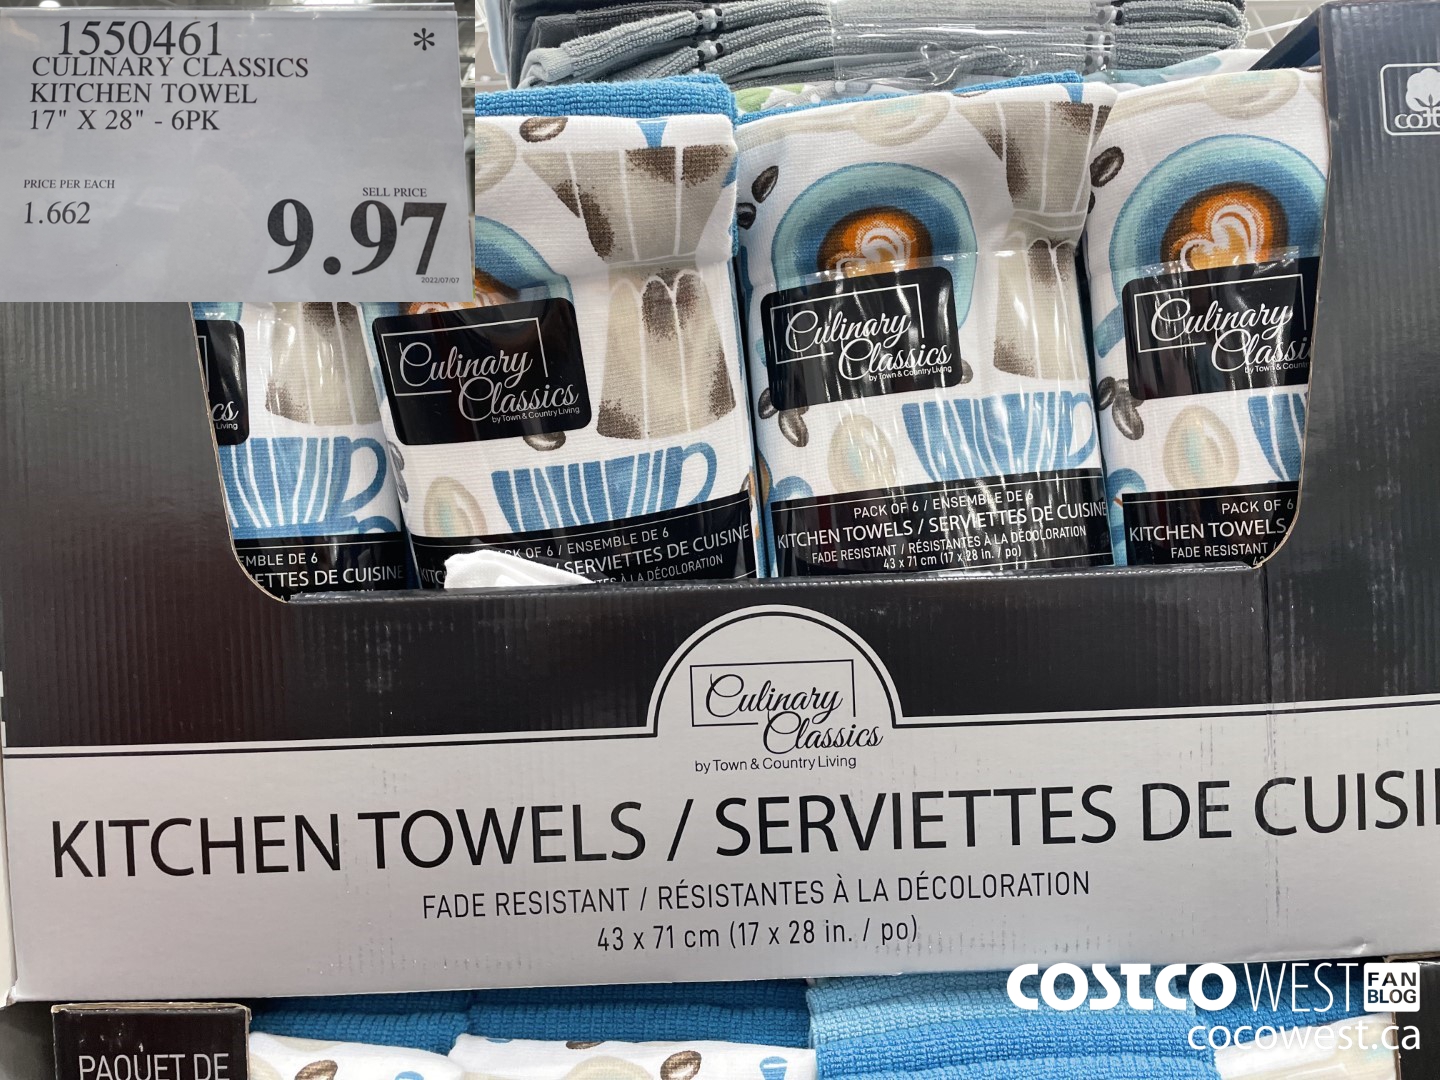 1550461 *
CULINARY CLASSICS
KITCHEN TOWEL
17" X 28" - 6PK
PRICE PER EACH
1.662
SELL PRICE
9.97
2022/07/07
cott
cs
Living
EMBLE DE 6
ETTES DE CUISINE
Culinary
Classics
by Town & Country Living
CK OF 6 / ENSEMBLE DE 6
KITC / SERVIETTES DE CUISINE
TES À LA DÉCOLORATION
Culinary
Classics
by Town & Country Living
PACK OF 6 / ENSEMBLE DE 6
KITCHEN TOWELS / SERVIETTES DE CUISINE
FADE RESISTANT / RÉSISTANTES À LA DÉCOLORATION
43 x 71 cm (17 x 28 in. / po)
Culinary
Classi
by Town & Country Living
PACK OF 6
KITCHEN TOWELS
FADE RESISTANT
Culinary
Classics
by Town & Country Living
KITCHEN TOWELS / SERVIETTES DE CUISI
FADE RESISTANT / RÉSISTANTES À LA DÉCOLORATION
43 x 71 cm (17 x 28 in. / po)
COSTCO WEST FAN BLOG
cocowest.ca
PAQUET DE